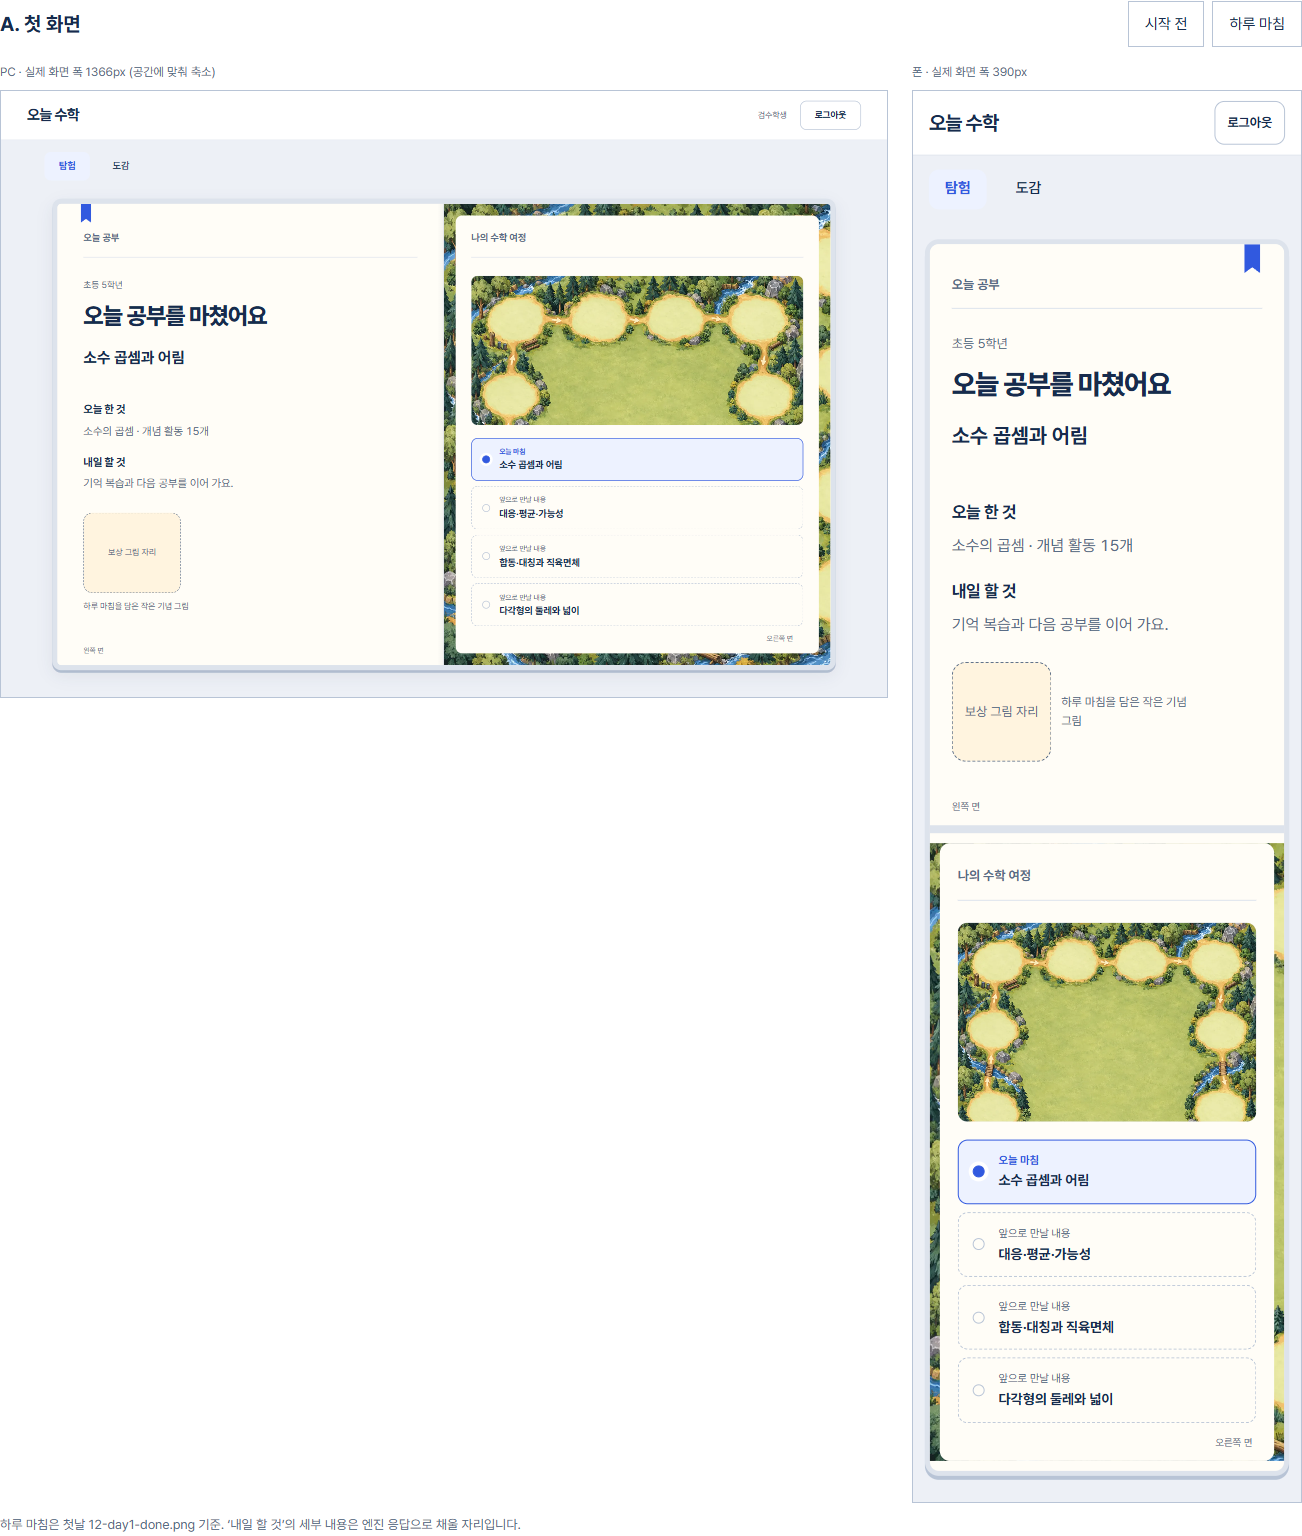 A. 첫 화면
시작 전
하루 마침
PC · 실제 화면 폭 1366px (공간에 맞춰 축소)
오늘 수학
검수학생
로그아웃
탐험
도감
오늘 공부
초등 5학년
오늘 공부를 마쳤어요
소수 곱셈과 어림
오늘 한 것
소수의 곱셈 · 개념 활동 15개
내일 할 것
기억 복습과 다음 공부를 이어 가요.
보상 그림 자리
하루 마침을 담은 작은 기념 그림
왼쪽 면
나의 수학 여정
오늘 마침
소수 곱셈과 어림
앞으로 만날 내용
대응·평균·가능성
앞으로 만날 내용
합동·대칭과 직육면체
앞으로 만날 내용
다각형의 둘레와 넓이
오른쪽 면
폰 · 실제 화면 폭 390px
오늘 수학
로그아웃
탐험
도감
오늘 공부
초등 5학년
오늘 공부를 마쳤어요
소수 곱셈과 어림
오늘 한 것
소수의 곱셈 · 개념 활동 15개
내일 할 것
기억 복습과 다음 공부를 이어 가요.
보상 그림 자리
하루 마침을 담은 작은 기념
그림
왼쪽 면
나의 수학 여정
오늘 마침
소수 곱셈과 어림
앞으로 만날 내용
대응·평균·가능성
앞으로 만날 내용
합동·대칭과 직육면체
앞으로 만날 내용
다각형의 둘레와 넓이
오른쪽 면
하루 마침은 첫날 12-day1-done.png 기준. ‘내일 할 것’의 세부 내용은 엔진 응답으로 채울 자리입니다.